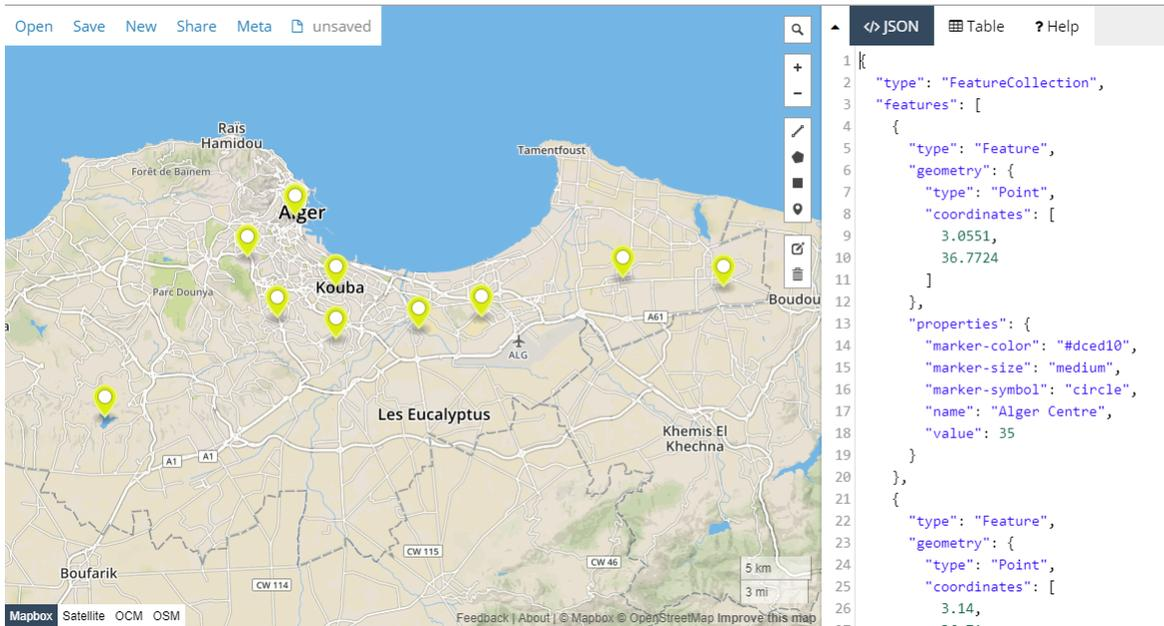 Open Save New Share Meta unsaved
JSON Table ? Help
Raïs
Hamidou
Tamentfoust
Forêt de Baïnem
Alger
Parc Dounya
Kouba
Boudou
A61
ALG
Les Eucalyptus
Khemis El
Khechna
A1
A1
CW 115
CW 46
Boufarik
CW 114
5 km
3 mi
Mapbox Satellite OCM OSM
Feedback | About | © Mapbox © OpenStreetMap Improve this map
1 {
2 "type": "FeatureCollection",
3 "features": [
4 {
5 "type": "Feature",
6 "geometry": {
7 "type": "Point",
8 "coordinates": [
9 3.0551,
10 36.7724
11 ]
12 },
13 "properties": {
14 "marker-color": "#dced10",
15 "marker-size": "medium",
16 "marker-symbol": "circle",
17 "name": "Alger Centre",
18 "value": 35
19 }
20 },
21 {
22 "type": "Feature",
23 "geometry": {
24 "type": "Point",
25 "coordinates": [
26 3.14,